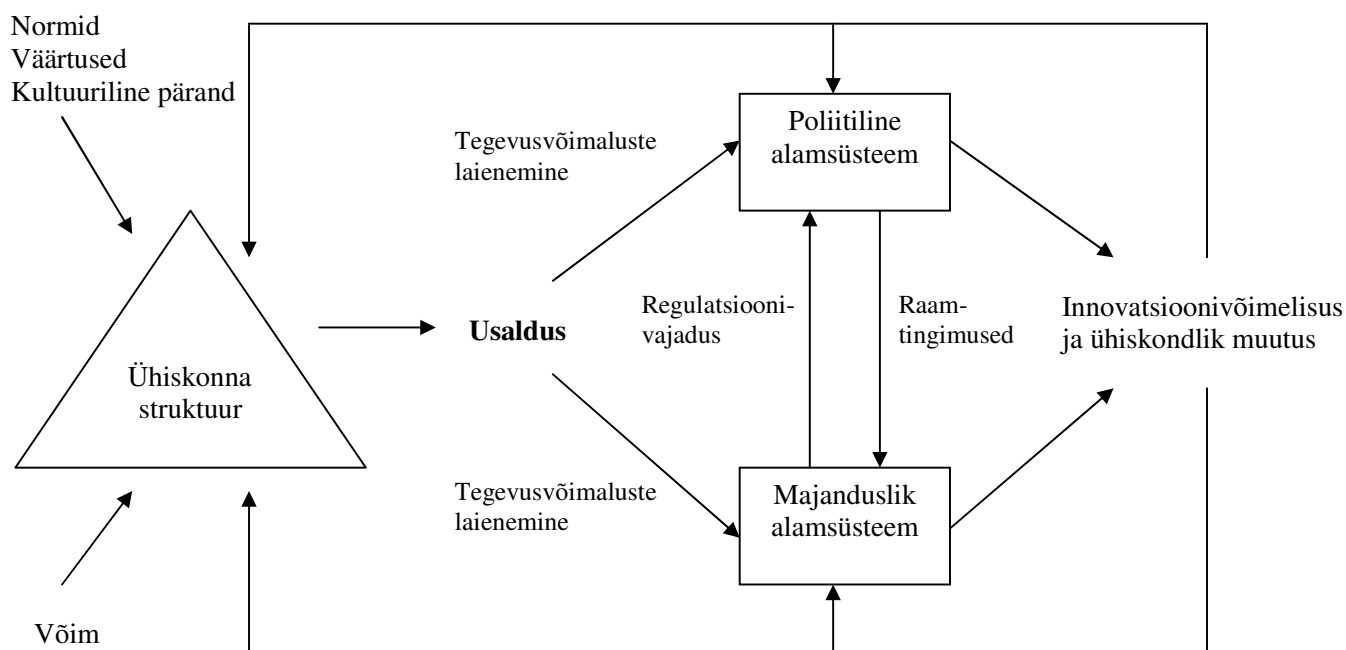 Normid
Väärtused
Kultuuriline pärand
Poliitiline
alamsüsteem
Tegevusvõimaluste
laienemine
Regulatsiooni-
vajadus
Raam-
tingimused
Usaldus
Innovatsioonivõimelisus
ja ühiskondlik muutus
Ühiskonna
struktuur
Tegevusvõimaluste
laienemine
Majanduslik
alamsüsteem
Võim